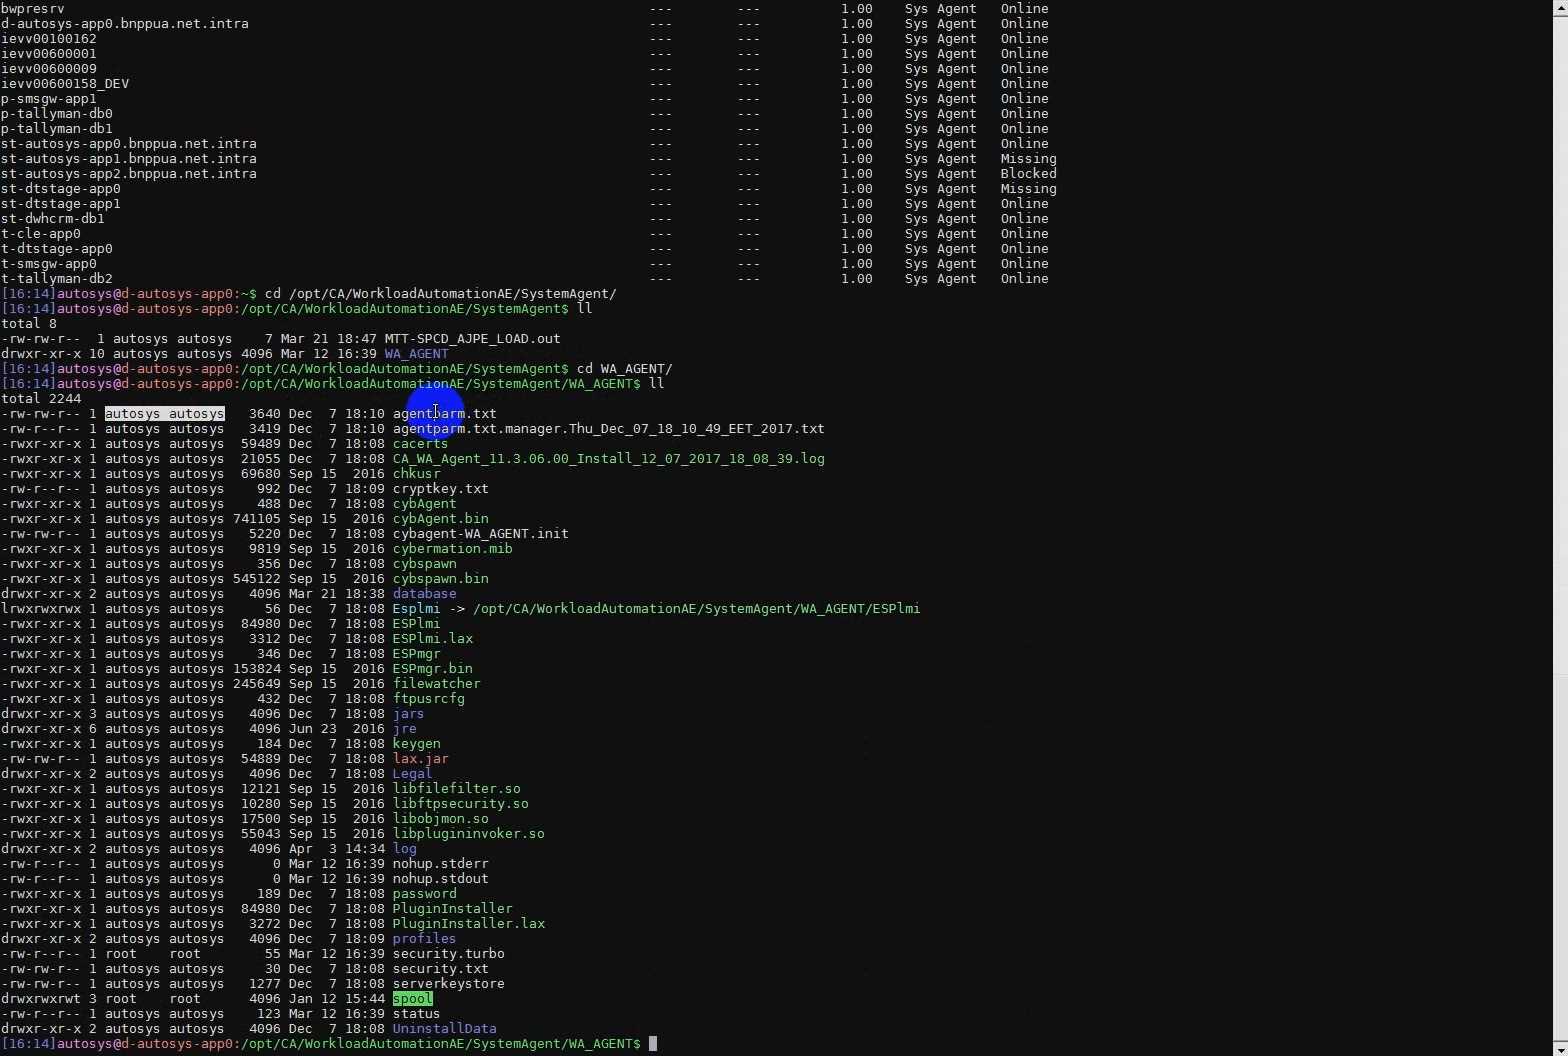 bwpresrv --- --- 1.00 Sys Agent Online
d-autosys-app0.bnppua.net.intra --- --- 1.00 Sys Agent Online
ievv00100162 --- --- 1.00 Sys Agent Online
ievv00600001 --- --- 1.00 Sys Agent Online
ievv00600009 --- --- 1.00 Sys Agent Online
ievv00600158_DEV --- --- 1.00 Sys Agent Online
p-smsgw-app1 --- --- 1.00 Sys Agent Online
p-tallyman-db0 --- --- 1.00 Sys Agent Online
p-tallyman-db1 --- --- 1.00 Sys Agent Online
st-autosys-app0.bnppua.net.intra --- --- 1.00 Sys Agent Online
st-autosys-app1.bnppua.net.intra --- --- 1.00 Sys Agent Missing
st-autosys-app2.bnppua.net.intra --- --- 1.00 Sys Agent Blocked
st-dtstage-app0 --- --- 1.00 Sys Agent Missing
st-dtstage-app1 --- --- 1.00 Sys Agent Online
st-dwhcrm-db1 --- --- 1.00 Sys Agent Online
t-cle-app0 --- --- 1.00 Sys Agent Online
t-dtstage-app0 --- --- 1.00 Sys Agent Online
t-smsgw-app0 --- --- 1.00 Sys Agent Online
t-tallyman-db2 --- --- 1.00 Sys Agent Online
[16:14]autosys@d-autosys-app0:~$ cd /opt/CA/WorkloadAutomationAE/SystemAgent/
[16:14]autosys@d-autosys-app0:/opt/CA/WorkloadAutomationAE/SystemAgent$ ll
total 8
-rw-rw-r-- 1 autosys autosys 7 Mar 21 18:47 MTT-SPCD_AJPE_LOAD.out
drwxr-xr-x 10 autosys autosys 4096 Mar 12 16:39 WA_AGENT
[16:14]autosys@d-autosys-app0:/opt/CA/WorkloadAutomationAE/SystemAgent$ cd WA_AGENT/
[16:14]autosys@d-autosys-app0:/opt/CA/WorkloadAutomationAE/SystemAgent/WA_AGENT$ ll
total 2244
-rw-rw-r-- 1 autosys autosys 3640 Dec 7 18:10 agentparm.txt
-rw-r--r-- 1 autosys autosys 3419 Dec 7 18:10 agentparm.txt.manager.Thu_Dec_07_18_10_49_EET_2017.txt
-rwxr-xr-x 1 autosys autosys 59489 Dec 7 18:08 cacerts
-rwxr-xr-x 1 autosys autosys 21055 Dec 7 18:08 CA_WA_Agent_11.3.06.00_Install_12_07_2017_18_08_39.log
-rwxr-xr-x 1 autosys autosys 69680 Sep 15 2016 chkusr
-rw-r--r-- 1 autosys autosys 992 Dec 7 18:09 cryptkey.txt
-rwxr-xr-x 1 autosys autosys 488 Dec 7 18:08 cybAgent
-rwxr-xr-x 1 autosys autosys 741105 Sep 15 2016 cybAgent.bin
-rw-rw-r-- 1 autosys autosys 5220 Dec 7 18:08 cybagent-WA_AGENT.init
-rwxr-xr-x 1 autosys autosys 9819 Sep 15 2016 cybermation.mib
-rwxr-xr-x 1 autosys autosys 356 Dec 7 18:08 cybspawn
-rwxr-xr-x 1 autosys autosys 545122 Sep 15 2016 cybspawn.bin
drwxr-xr-x 2 autosys autosys 4096 Mar 21 18:38 database
lrwxrwxrwx 1 autosys autosys 56 Dec 7 18:08 Esplmi -> /opt/CA/WorkloadAutomationAE/SystemAgent/WA_AGENT/ESPlmi
-rwxr-xr-x 1 autosys autosys 84980 Dec 7 18:08 ESPlmi
-rwxr-xr-x 1 autosys autosys 3312 Dec 7 18:08 ESPlmi.lax
-rwxr-xr-x 1 autosys autosys 346 Dec 7 18:08 ESPmgr
-rwxr-xr-x 1 autosys autosys 153824 Sep 15 2016 ESPmgr.bin
-rwxr-xr-x 1 autosys autosys 245649 Sep 15 2016 filewatcher
-rwxr-xr-x 1 autosys autosys 432 Dec 7 18:08 ftpusrcfg
drwxr-xr-x 3 autosys autosys 4096 Dec 7 18:08 jars
drwxr-xr-x 6 autosys autosys 4096 Jun 23 2016 jre
-rwxr-xr-x 1 autosys autosys 184 Dec 7 18:08 keygen
-rw-rw-r-- 1 autosys autosys 54889 Dec 7 18:08 lax.jar
drwxr-xr-x 2 autosys autosys 4096 Dec 7 18:08 Legal
-rwxr-xr-x 1 autosys autosys 12121 Sep 15 2016 libfilefilter.so
-rwxr-xr-x 1 autosys autosys 10280 Sep 15 2016 libftpsecurity.so
-rwxr-xr-x 1 autosys autosys 17500 Sep 15 2016 libobjmon.so
-rwxr-xr-x 1 autosys autosys 55043 Sep 15 2016 libplugininvoker.so
drwxr-xr-x 2 autosys autosys 4096 Apr 3 14:34 log
-rw-r--r-- 1 autosys autosys 0 Mar 12 16:39 nohup.stderr
-rw-r--r-- 1 autosys autosys 0 Mar 12 16:39 nohup.stdout
-rwxr-xr-x 1 autosys autosys 189 Dec 7 18:08 password
-rwxr-xr-x 1 autosys autosys 84980 Dec 7 18:08 PluginInstaller
-rwxr-xr-x 1 autosys autosys 3272 Dec 7 18:08 PluginInstaller.lax
drwxr-xr-x 2 autosys autosys 4096 Dec 7 18:09 profiles
-rw-r--r-- 1 root root 55 Mar 12 16:39 security.turbo
-rw-rw-r-- 1 autosys autosys 30 Dec 7 18:08 security.txt
-rw-rw-r-- 1 autosys autosys 1277 Dec 7 18:08 serverkeystore
drwxrwxrwt 3 root root 4096 Jan 12 15:44 spool
-rw-r--r-- 1 autosys autosys 123 Mar 12 16:39 status
drwxr-xr-x 2 autosys autosys 4096 Dec 7 18:08 UninstallData
[16:14]autosys@d-autosys-app0:/opt/CA/WorkloadAutomationAE/SystemAgent/WA_AGENT$